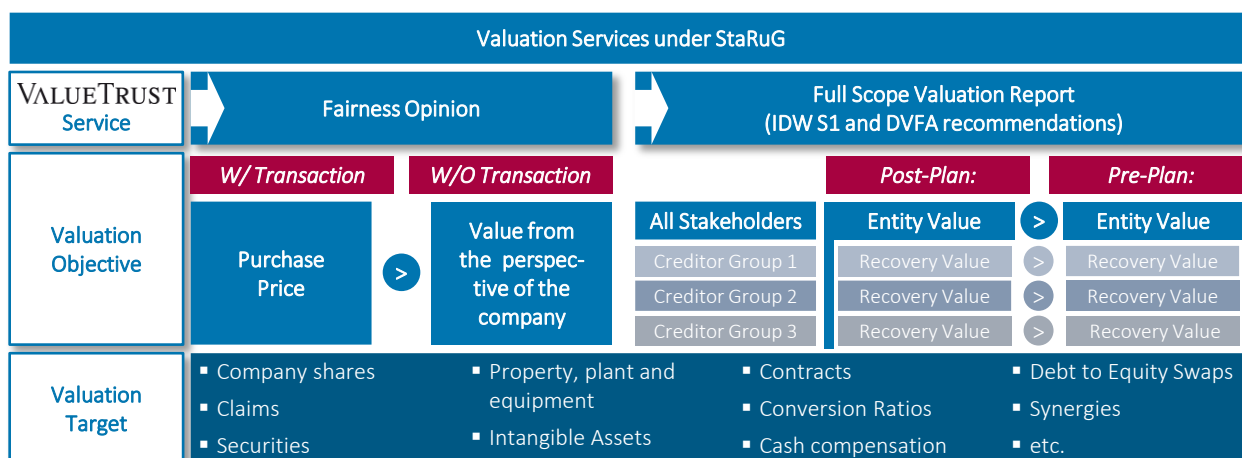 Valuation Services under StaRuG
VALUETRUST
Service
Fairness Opinion
Full Scope Valuation Report
(IDW S1 and DVFA recommendations)
Valuation
Objective
W/ Transaction
W/O Transaction
Purchase
Price
>
Value from
the perspec-
tive of the
company
Post-Plan:
Pre-Plan:
All Stakeholders
Entity Value
>
Entity Value
Creditor Group 1
Recovery Value
>
Recovery Value
Creditor Group 2
Recovery Value
>
Recovery Value
Creditor Group 3
Recovery Value
>
Recovery Value
Valuation
Target
▪ Company shares
▪ Claims
▪ Securities
▪ Property, plant and
equipment
▪ Intangible Assets
▪ Contracts
▪ Conversion Ratios
▪ Cash compensation
▪ Debt to Equity Swaps
▪ Synergies
▪ etc.